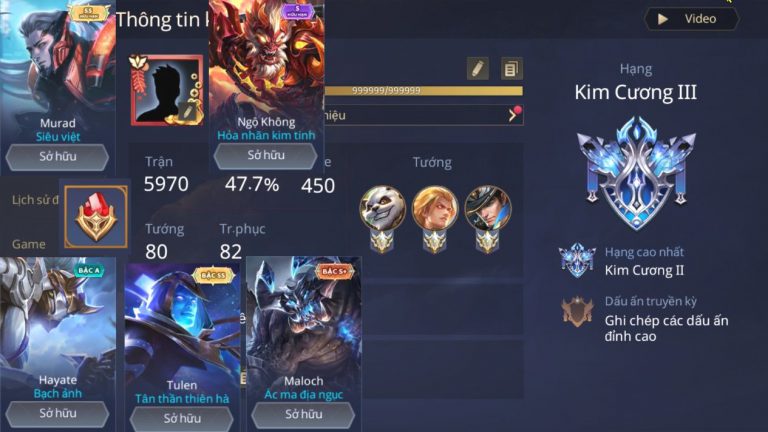 SS
HỮU HẠN
Murad
Siêu việt
Sở hữu
Thông tin
S
HỮU HẠN
Ngộ Không
Hỏa nhãn kim tinh
Sở hữu
Video
999999/999999
hiệu
Hạng
Kim Cương III
Trận
5970
47.7%
450
Tướng
Lịch sử đ
Game
Tướng
80
Tr.phục
82
Hạng cao nhất
Kim Cương II
Dấu ấn truyền kỳ
Ghi chép các dấu ấn
đỉnh cao
BẬC A
Hayate
Bạch ảnh
Sở hữu
BẬC SS
Tulen
Tân thần thiên hà
Sở hữu
BẬC S+
Maloch
Ác ma địa ngục
Sở hữu